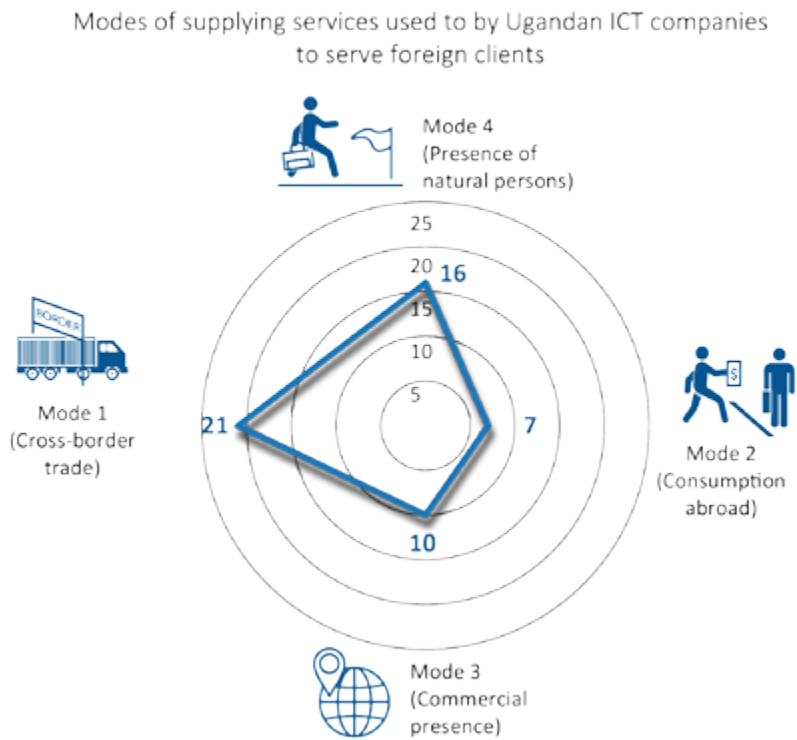 Modes of supplying services used to by Ugandan ICT companies
to serve foreign clients
Mode 4
(Presence of
natural persons)
25
20
16
15
10
5
BORDER
Mode 1
(Cross-border
trade)
21
7
$
Mode 2
(Consumption
abroad)
10
Mode 3
(Commercial
presence)